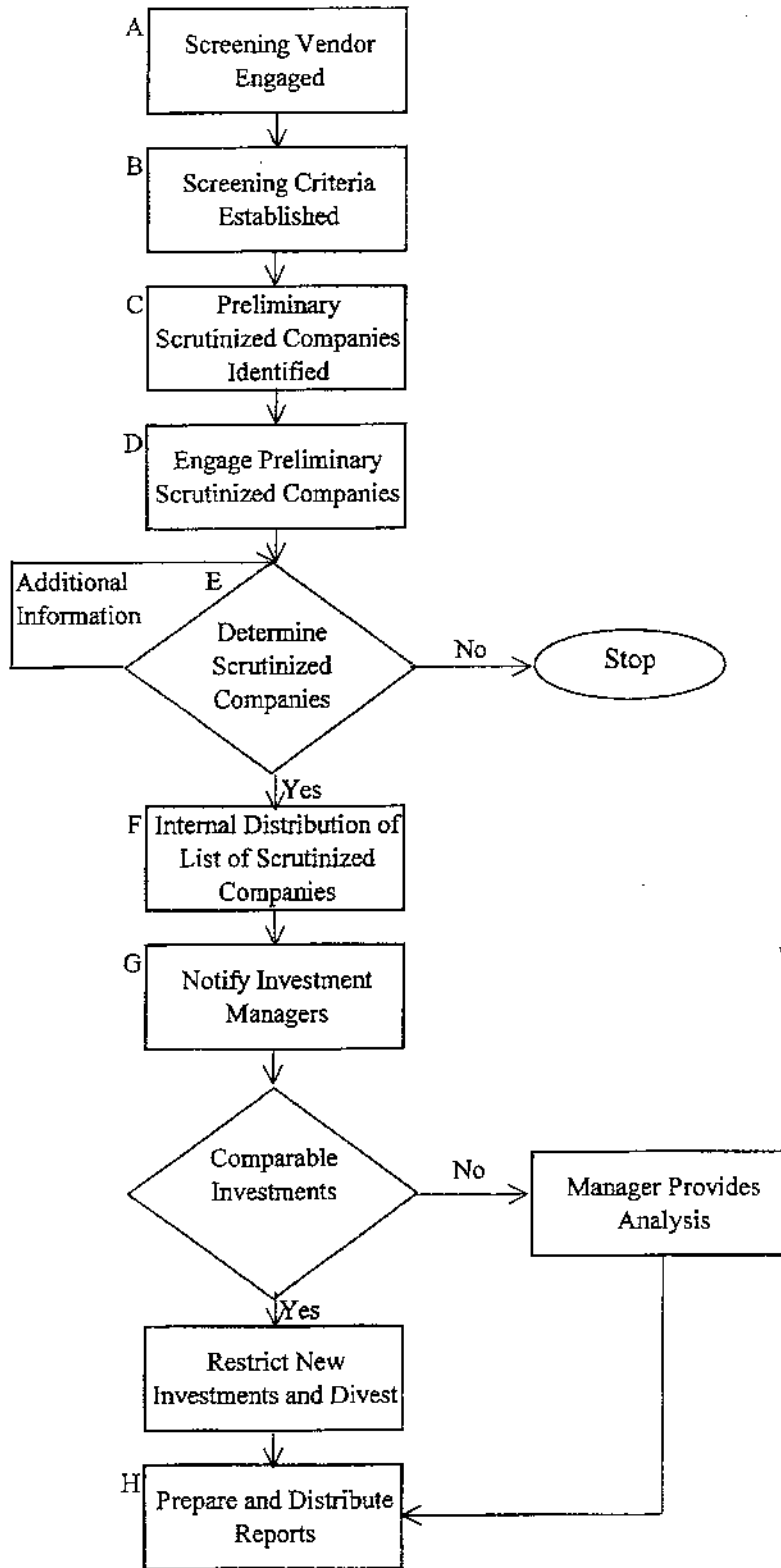 A
Screening Vendor
Engaged
B
Screening Criteria
Established
C
Preliminary
Scrutinized Companies
Identified
D
Engage Preliminary
Scrutinized Companies
Additional
Information
E
Determine
Scrutinized
Companies
No
Stop
Yes
F
Internal Distribution of
List of Scrutinized
Companies
G
Notify Investment
Managers
Comparable
Investments
No
Manager Provides
Analysis
Yes
Restrict New
Investments and Divest
H
Prepare and Distribute
Reports